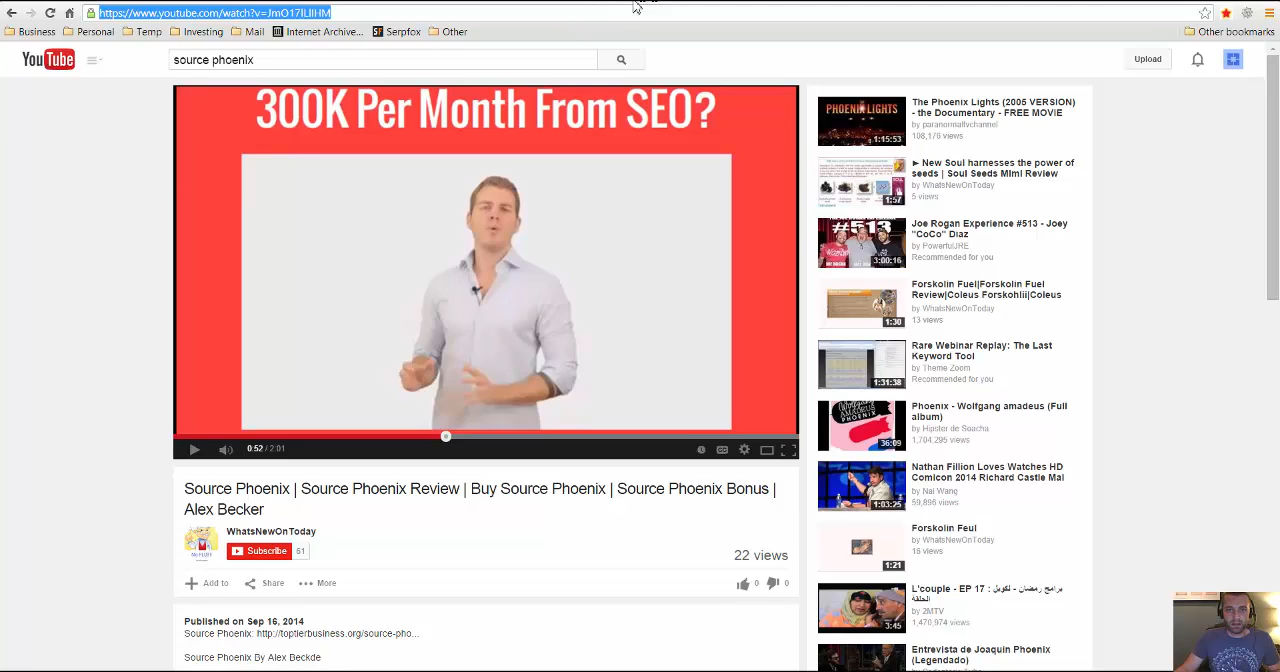 https://www.youtube.com/watch?v=JmO17lLIlHM
Business
Personal
Temp
Investing
Mail
Internet Archive...
SF Serpfox
Other
Other bookmarks
YouTube
source phoenix
Upload
300K Per Month From SEO?
0:52 / 2:01
Source Phoenix | Source Phoenix Review | Buy Source Phoenix | Source Phoenix Bonus |
Alex Becker
WhatsNewOnToday
Subscribe 61
22 views
Add to
Share
More
0
0
Published on Sep 16, 2014
Source Phoenix: http://toptierbusiness.org/source-pho...
Source Phoenix By Alex Beckde
PHOENIX LIGHTS
1:15:53
The Phoenix Lights (2005 VERSION)
- the Documentary - FREE MOVIE
by paranormaltvchannel
108,176 views
1:57
► New Soul harnesses the power of
seeds | Soul Seeds MImI Review
by WhatsNewOnToday
5 views
#513
3:00:16
Joe Rogan Experience #513 - Joey
"CoCo" Diaz
by PowerfulJRE
Recommended for you
1:30
Forskolin Fuel|Forskolin Fuel
Review|Coleus Forskohlii|Coleus
by WhatsNewOnToday
13 views
1:31:38
Rare Webinar Replay: The Last
Keyword Tool
by Theme Zoom
Recommended for you
36:09
Phoenix - Wolfgang amadeus (Full
album)
by Hipster de Soacha
1,704,295 views
1:03:25
Nathan Fillion Loves Watches HD
Comicon 2014 Richard Castle Mal
by Nal Wang
59,896 views
1:21
Forskolin Feul
by WhatsNewOnToday
16 views
3:45
L'couple - EP 17 : برامج رمضان - لكوبل
الحلقة
by 2MTV
1,470,974 views
Entrevista de Joaquin Phoenix
(Legendado)